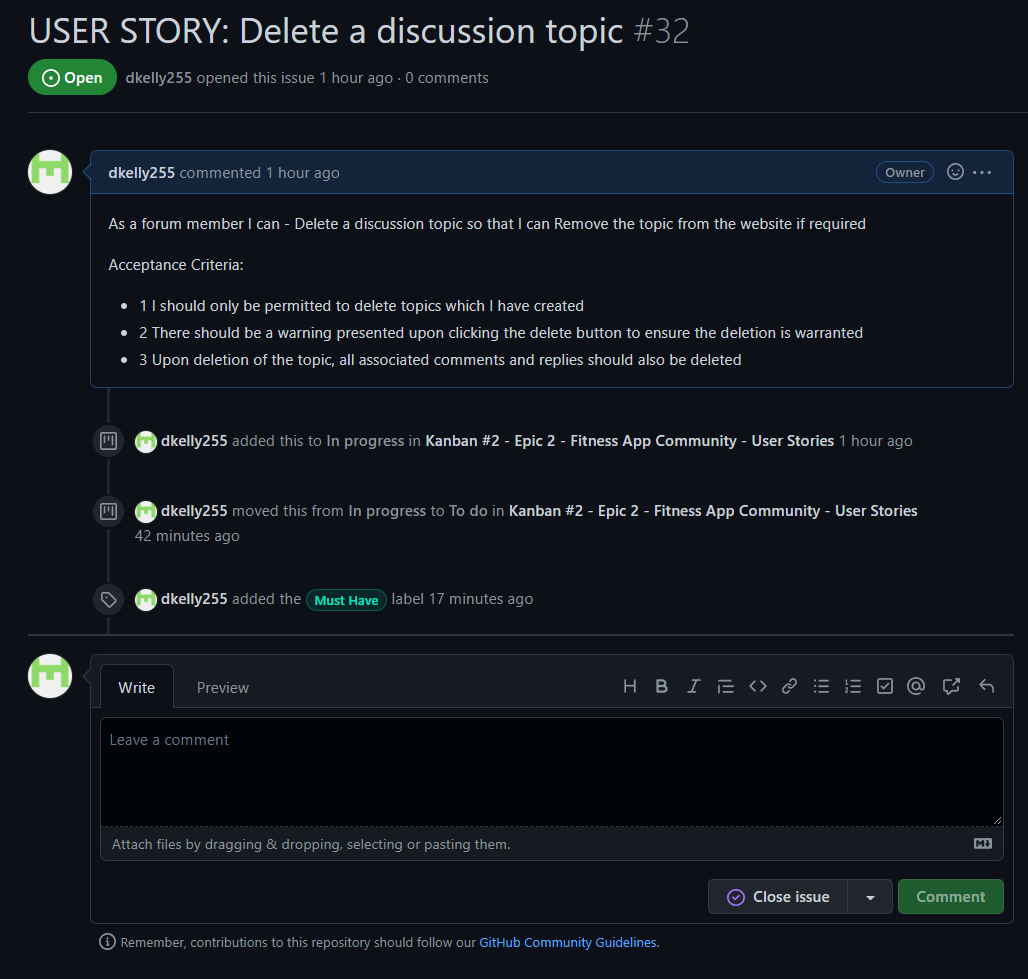 USER STORY: Delete a discussion topic #32
Open dkelly255 opened this issue 1 hour ago · 0 comments
dkelly255 commented 1 hour ago Owner
As a forum member I can - Delete a discussion topic so that I can Remove the topic from the website if required
Acceptance Criteria:
1 I should only be permitted to delete topics which I have created
2 There should be a warning presented upon clicking the delete button to ensure the deletion is warranted
3 Upon deletion of the topic, all associated comments and replies should also be deleted
dkelly255 added this to In progress in Kanban #2 - Epic 2 - Fitness App Community - User Stories 1 hour ago
dkelly255 moved this from In progress to To do in Kanban #2 - Epic 2 - Fitness App Community - User Stories
42 minutes ago
dkelly255 added the Must Have label 17 minutes ago
Write Preview
Leave a comment
Attach files by dragging & dropping, selecting or pasting them.
Close issue Comment
Remember, contributions to this repository should follow our GitHub Community Guidelines.